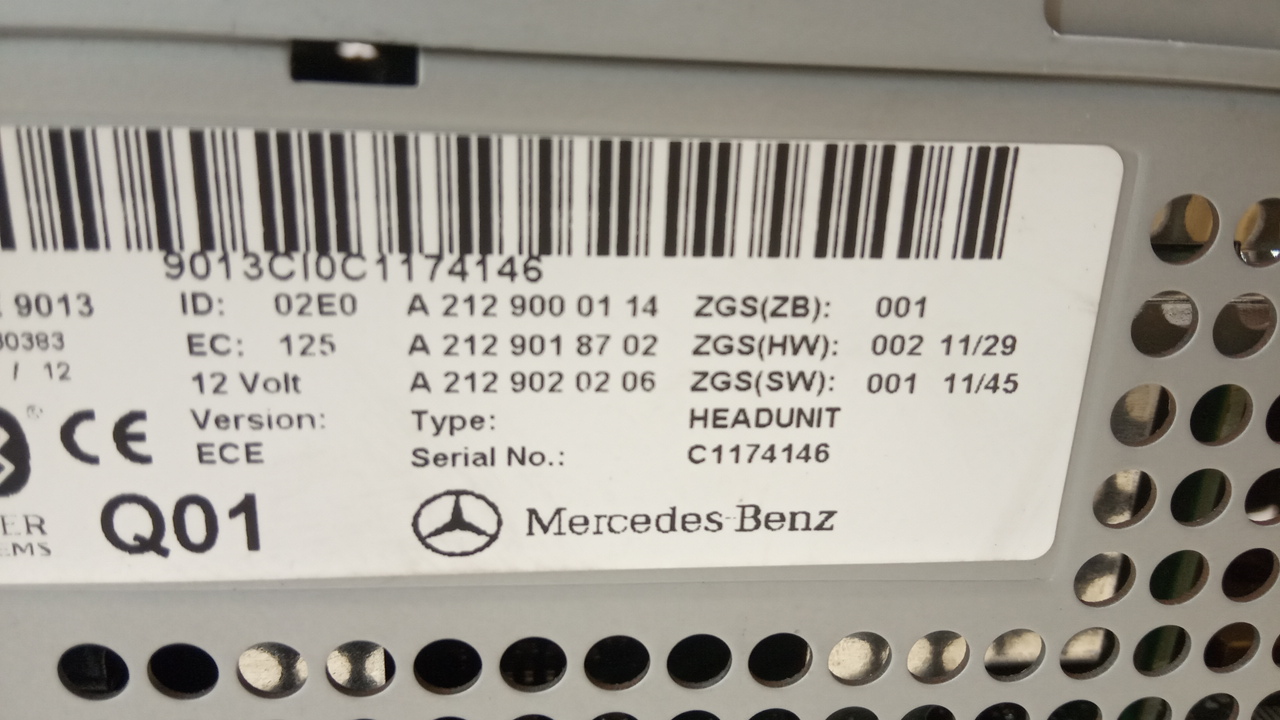 9013CI0C1174146
9013 ID: 02E0 A 212 900 01 14 ZGS(ZB): 001
EC: 125 A 212 901 87 02 ZGS(HW): 002 11/29
/ 12 12 Volt A 212 902 02 06 ZGS(SW): 001 11/45
® CE Version: Type: HEADUNIT
ECE Serial No.: C1174146
Q01 Mercedes-Benz